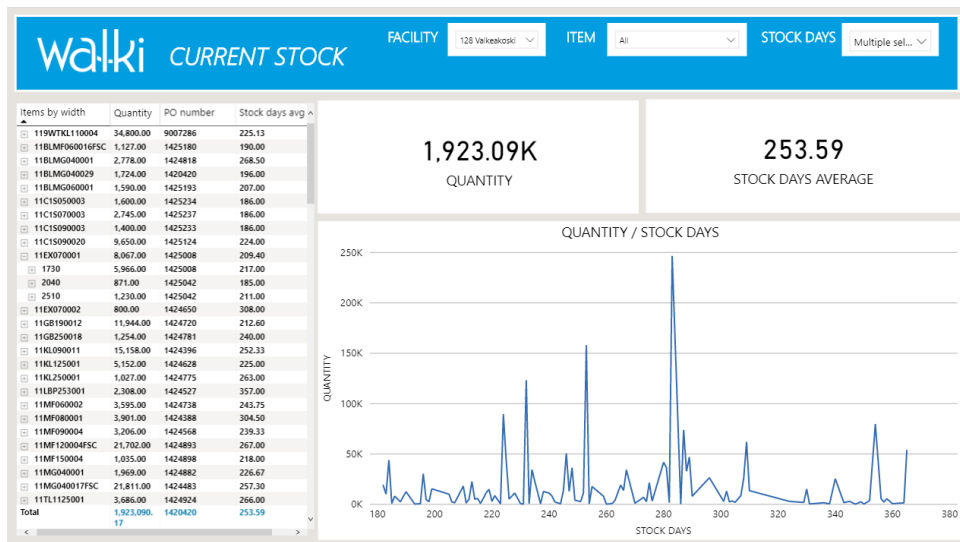 walki CURRENT STOCK
FACILITY 128 Valkeakoski ITEM All STOCK DAYS Multiple sel...
Items by width Quantity PO number Stock days avg
119WTKL110004 34,800.00 9007286 225.13
11BLMF060016FSC 1,127.00 1425180 190.00
11BLMG040001 2,778.00 1424818 268.50
11BLMG040029 1,724.00 1420420 196.00
11BLMG060001 1,590.00 1425193 207.00
11C1S050003 1,600.00 1425234 186.00
11C1S070003 2,745.00 1425237 186.00
11C1S090003 1,400.00 1425233 186.00
11C1S090020 9,650.00 1425124 224.00
11EX070001 8,067.00 1425008 209.40
1730 5,966.00 1425008 217.00
2040 871.00 1425042 185.00
2510 1,230.00 1425042 211.00
11EX070002 800.00 1424650 308.00
11GB190012 11,944.00 1424720 212.60
11GB250018 1,254.00 1424781 240.00
11KL090011 15,158.00 1424396 252.33
11KL125001 5,152.00 1424628 225.00
11KL250001 1,027.00 1424775 263.00
11LBP253001 2,308.00 1424527 357.00
11MF060002 3,595.00 1424738 243.75
11MF080001 3,901.00 1424388 304.50
11MF090004 3,206.00 1424568 239.33
11MF120004FSC 21,702.00 1424893 267.00
11MF150004 1,035.00 1424898 218.00
11MG040001 1,969.00 1424882 226.67
11MG040017FSC 21,811.00 1424483 257.30
11TL1125001 3,686.00 1424924 266.00
Total 1,923,090. 1420420 253.59
17
1,923.09K
QUANTITY
253.59
STOCK DAYS AVERAGE
QUANTITY / STOCK DAYS
QUANTITY
250K
200K
150K
100K
50K
0K
180 200 220 240 260 280 300 320 340 360 380
STOCK DAYS